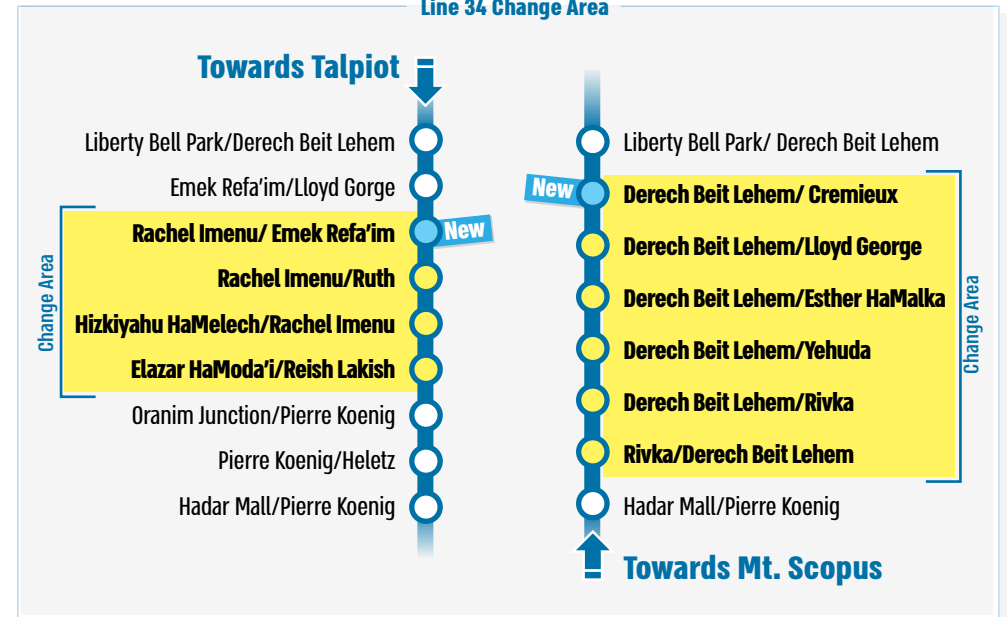 Line 34 Change Area
Towards Talpiot
Liberty Bell Park/Derech Beit Lehem
Emek Refa'im/Lloyd Gorge
Rachel Imenu/ Emek Refa'im
New
Rachel Imenu/Ruth
Hizkiyahu HaMelech/Rachel Imenu
Elazar HaModa'i/Reish Lakish
Change Area
Oranim Junction/Pierre Koenig
Pierre Koenig/Heletz
Hadar Mall/Pierre Koenig
Liberty Bell Park/ Derech Beit Lehem
New
Derech Beit Lehem/ Cremieux
Derech Beit Lehem/Lloyd George
Derech Beit Lehem/Esther HaMalka
Derech Beit Lehem/Yehuda
Derech Beit Lehem/Rivka
Rivka/Derech Beit Lehem
Change Area
Hadar Mall/Pierre Koenig
Towards Mt. Scopus